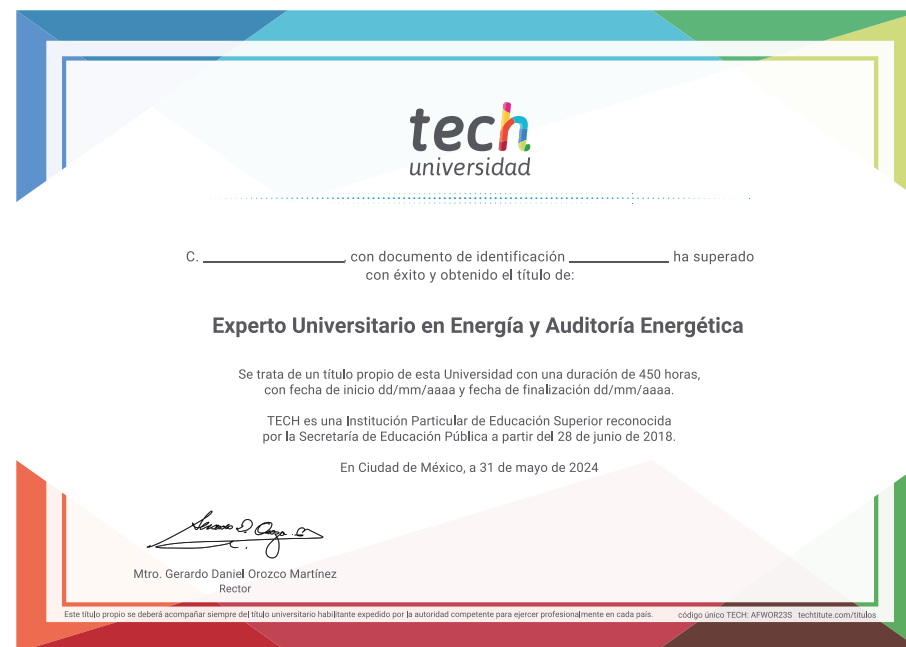 tech
universidad
C. ____________________, con documento de identificación ______________ ha superado
con éxito y obtenido el título de:
Experto Universitario en Energía y Auditoría Energética
Se trata de un título propio de esta Universidad con una duración de 450 horas,
con fecha de inicio dd/mm/aaaa y fecha de finalización dd/mm/aaaa.
TECH es una Institución Particular de Educación Superior reconocida
por la Secretaría de Educación Pública a partir del 28 de junio de 2018.
En Ciudad de México, a 31 de mayo de 2024
Mtro. Gerardo Daniel Orozco Martínez
Rector
Este título propio se deberá acompañar siempre del título universitario habilitante expedido por la autoridad competente para ejercer profesionalmente en cada país. código único TECH: AFWOR23S techtitute.com/titulos